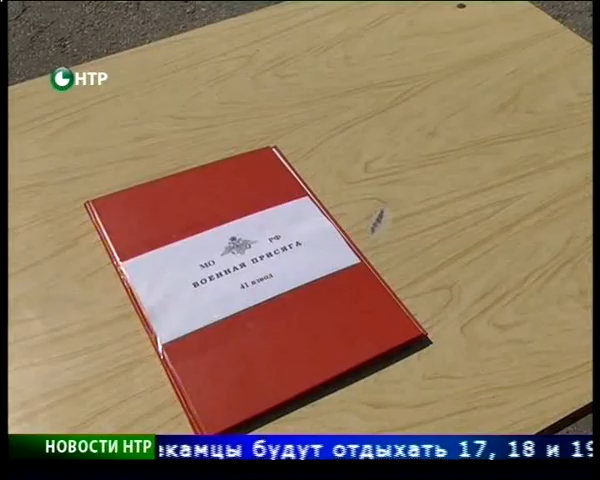 НТР
МО РФ
ВОЕННАЯ ПРИСЯГА
41 взвод
НОВОСТИ НТР
екамцы будут отдыхать 17, 18 и 19